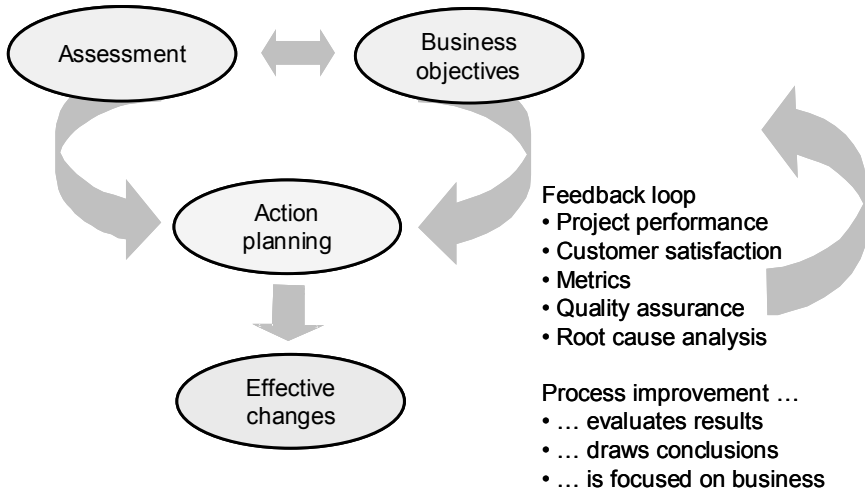 Assessment
Business
objectives
Action
planning
Effective
changes
Feedback loop
• Project performance
• Customer satisfaction
• Metrics
• Quality assurance
• Root cause analysis
Process improvement …
• … evaluates results
• … draws conclusions
• … is focused on business